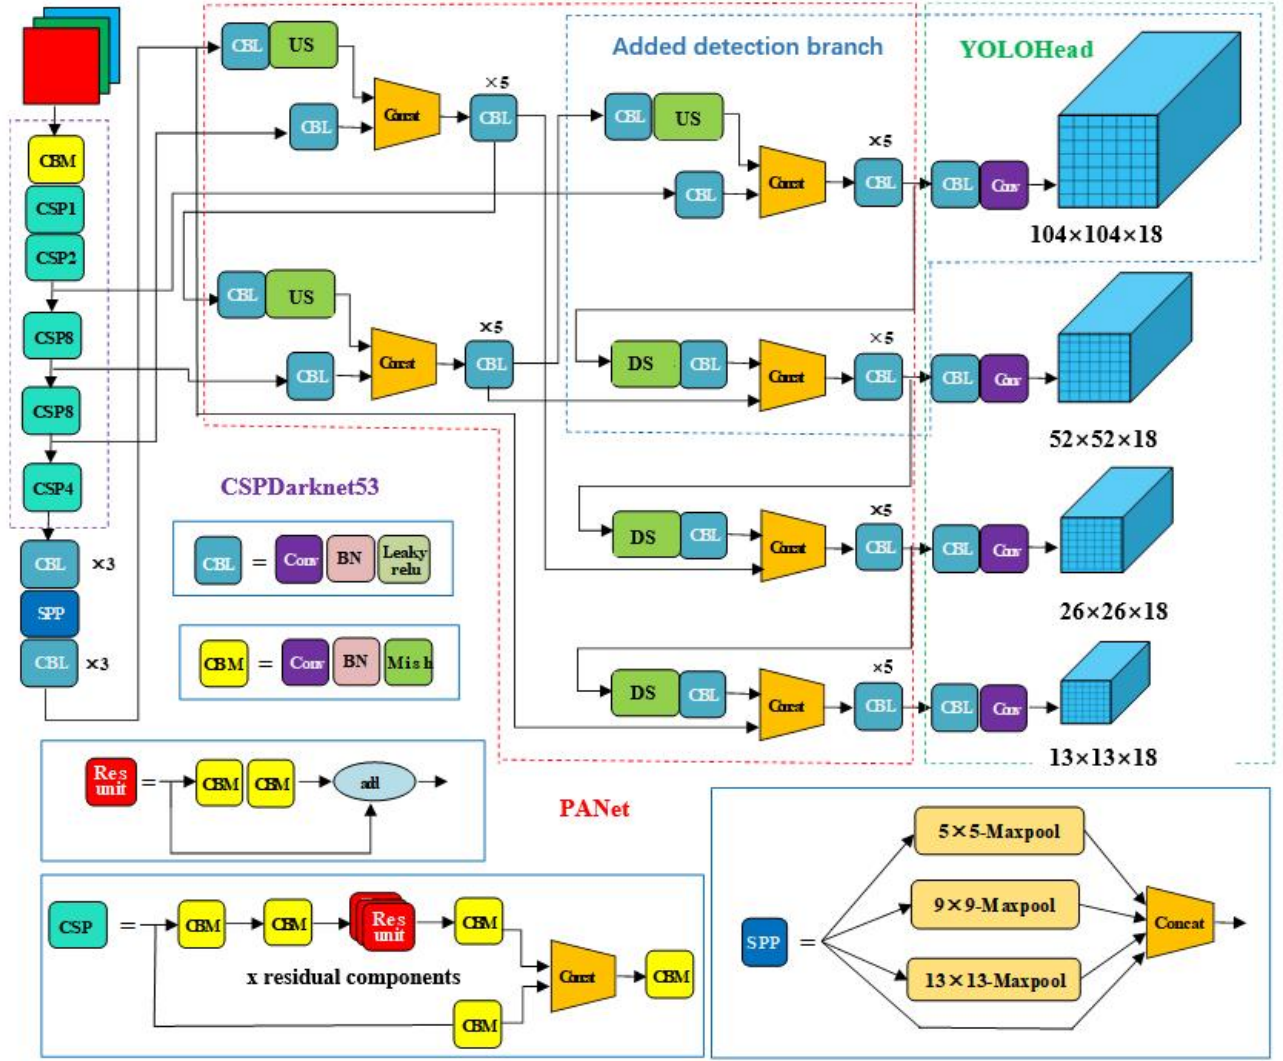 CBL US
×5
Concat
CBL
CBL
Added detection branch
CBL US
×5
Concat
CBL
CBL
YOLOHead
CBL Conv
104×104×18
CBM
CSP1
CSP2
CSP8
CSP8
CSP4
CBL ×3
SPP
CBL ×3
CBL US
×5
Concat
CBL
CBL
DS CBL
×5
Concat
CBL
CBL Conv
52×52×18
CSPDarknet53
CBL = Conv BN Leaky
relu
CBM = Conv BN Mish
DS CBL
×5
Concat
CBL
CBL Conv
26×26×18
DS CBL
×5
Concat
CBL
CBL Conv
13×13×18
PANet
Res
unit
= CBM CBM add
CSP = CBM CBM Res
unit
CBM
x residual components
CBM
Concat
CBM
SPP =
5×5-Maxpool
9×9-Maxpool
13×13-Maxpool
Concat